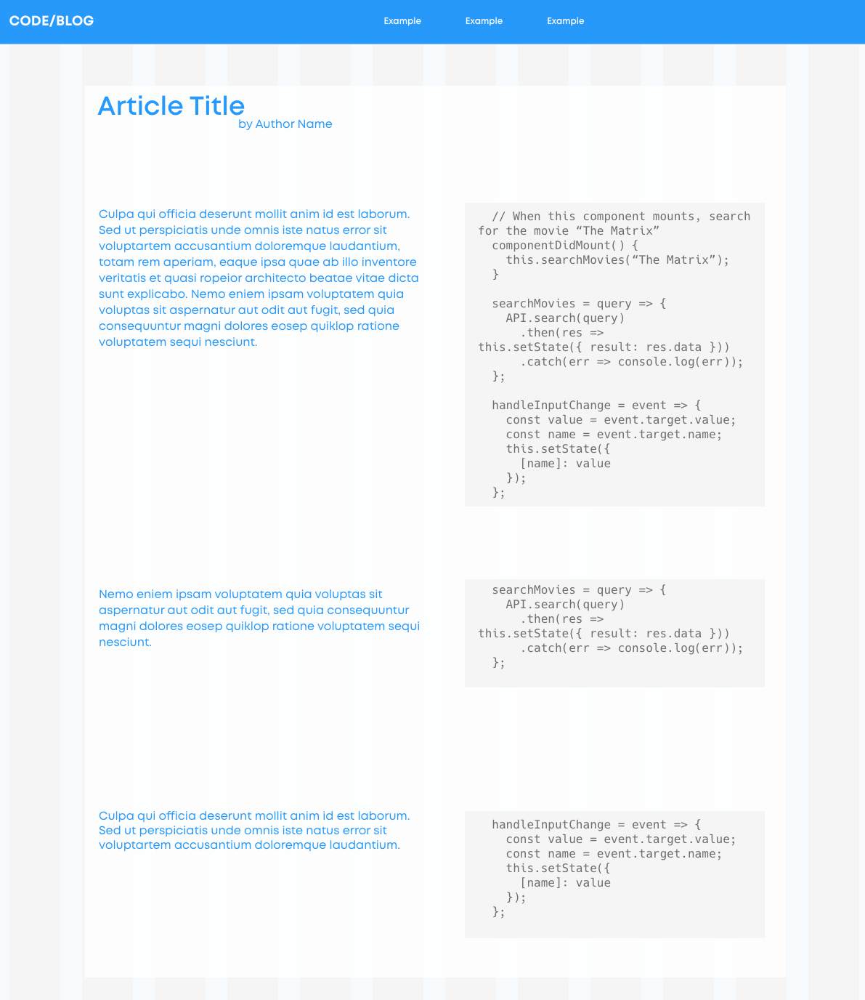 CODE/BLOG
Example
Example
Example
Article Title
by Author Name
Culpa qui officia deserunt mollit anim id est laborum.
Sed ut perspiciatis unde omnis iste natus error sit
voluptartem accusantium doloremque laudantium,
totam rem aperiam, eaque ipsa quae ab illo inventore
veritatis et quasi ropeior architecto beatae vitae dicta
sunt explicabo. Nemo eniem ipsam voluptatem quia
voluptas sit aspernatur aut odit aut fugit, sed quia
consequuntur magni dolores eosep quiklop ratione
voluptatem sequi nesciunt.
  // When this component mounts, search
for the movie “The Matrix”
  componentDidMount() {
    this.searchMovies(“The Matrix”);
  }
  searchMovies = query => {
    API.search(query)
      .then(res =>
this.setState({ result: res.data }))
      .catch(err => console.log(err));
  };
  handleInputChange = event => {
    const value = event.target.value;
    const name = event.target.name;
    this.setState({
      [name]: value
    });
  };
Nemo eniem ipsam voluptatem quia voluptas sit
aspernatur aut odit aut fugit, sed quia consequuntur
magni dolores eosep quiklop ratione voluptatem sequi
nesciunt.
  searchMovies = query => {
    API.search(query)
      .then(res =>
this.setState({ result: res.data }))
      .catch(err => console.log(err));
  };
Culpa qui officia deserunt mollit anim id est laborum.
Sed ut perspiciatis unde omnis iste natus error sit
voluptartem accusantium doloremque laudantium.
  handleInputChange = event => {
    const value = event.target.value;
    const name = event.target.name;
    this.setState({
      [name]: value
    });
  };